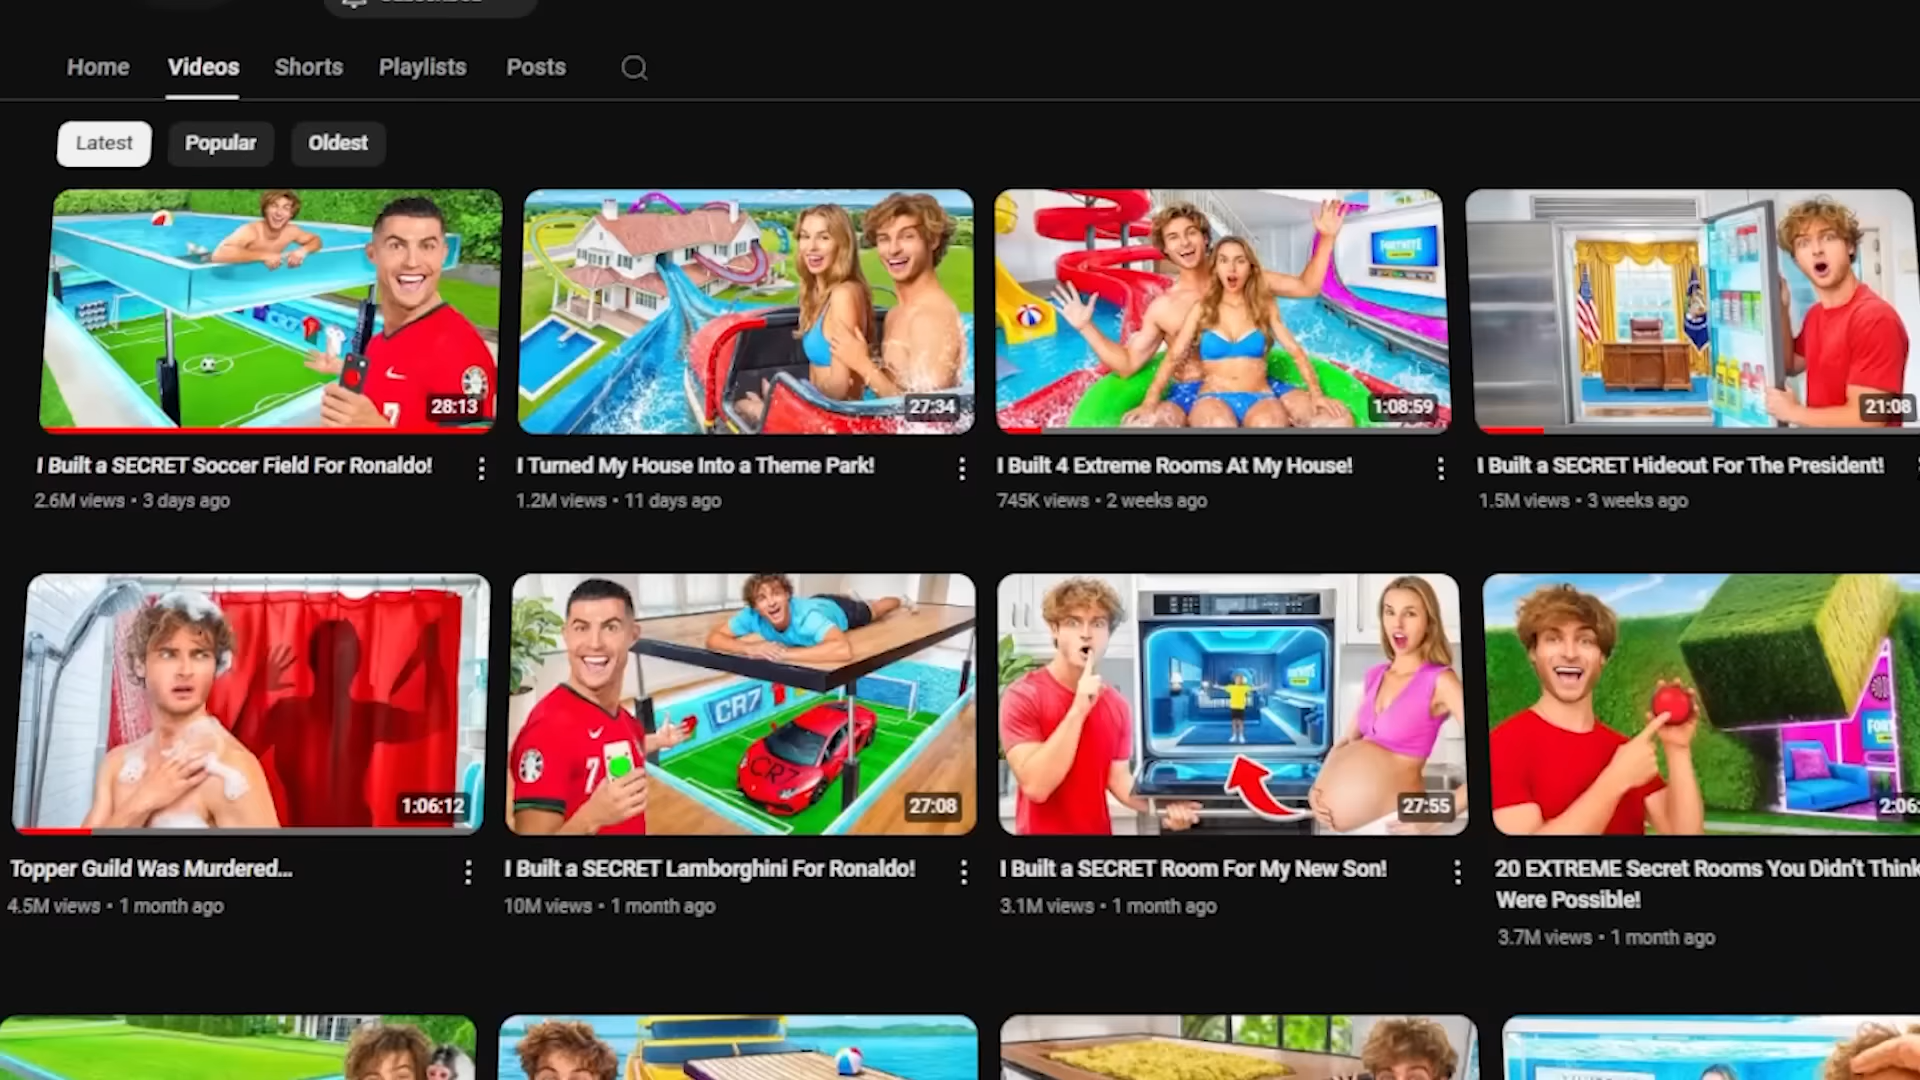 Home Videos Shorts Playlists Posts
Latest Popular Oldest
FORTNITE
28:13 27:34 1:08:59 21:08
I Built a SECRET Soccer Field For Ronaldo!
2.6M views • 3 days ago
I Turned My House Into a Theme Park!
1.2M views • 11 days ago
I Built 4 Extreme Rooms At My House!
745K views • 2 weeks ago
I Built a SECRET Hideout For The President!
1.5M views • 3 weeks ago
CR7
CR7
7
1:06:12 27:08 27:55 2:06:
Topper Guild Was Murdered...
4.5M views • 1 month ago
I Built a SECRET Lamborghini For Ronaldo!
10M views • 1 month ago
I Built a SECRET Room For My New Son!
3.1M views • 1 month ago
20 EXTREME Secret Rooms You Didn't Think
Were Possible!
3.7M views • 1 month ago